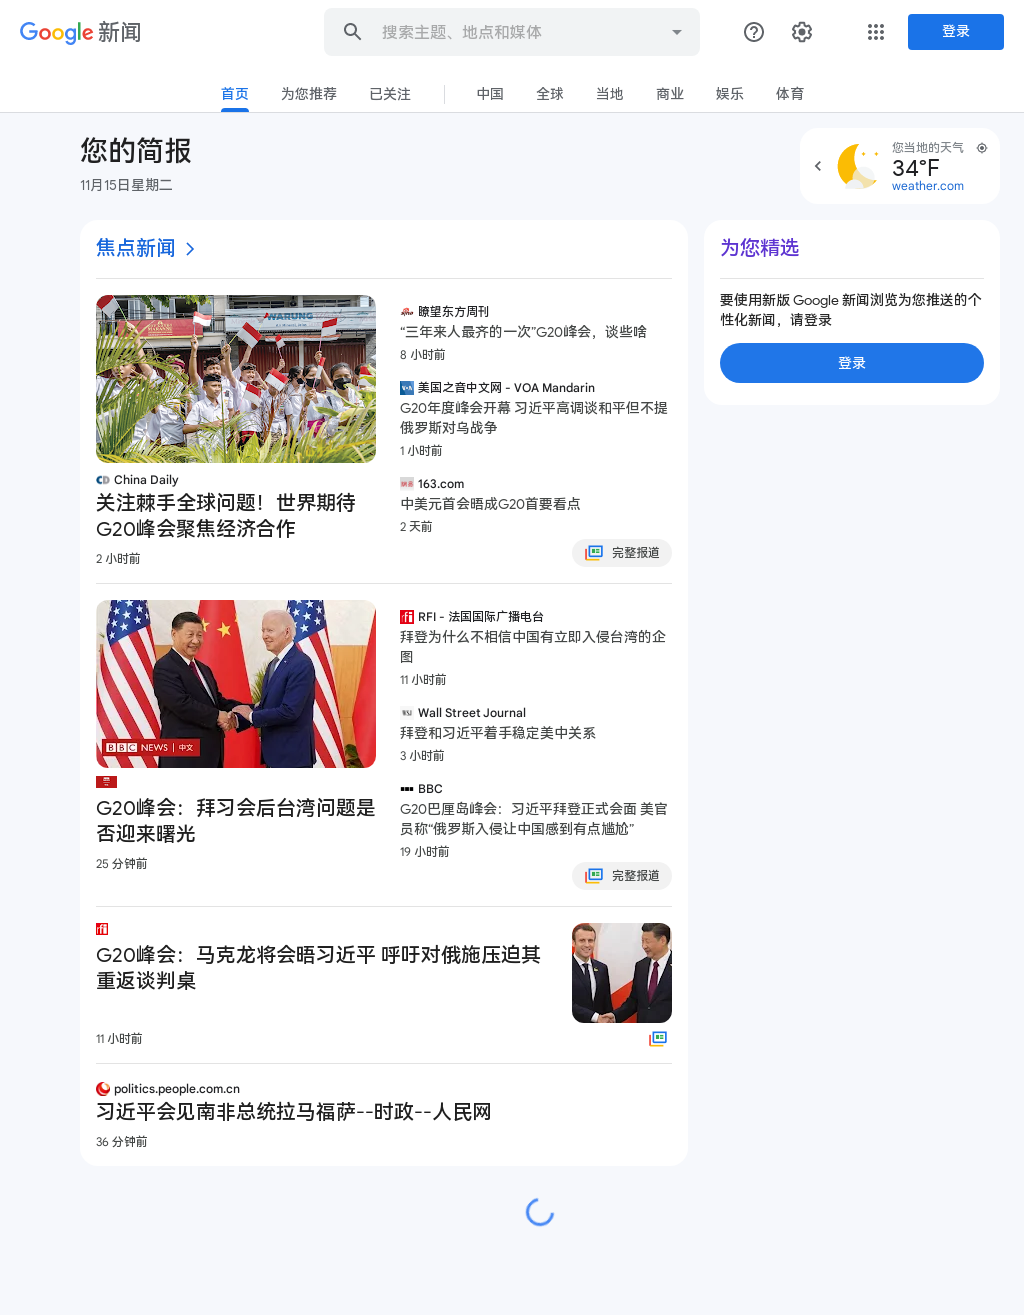 Google 新闻
搜索主题、地点和媒体
登录
首页
为您推荐
已关注
中国
全球
当地
商业
娱乐
体育
您的简报
11月15日星期二
您当地的天气
34°F
weather.com
焦点新闻
WARUNG
China Daily
关注棘手全球问题！世界期待
G20峰会聚焦经济合作
2 小时前
瞭望东方周刊
“三年来人最齐的一次”G20峰会，谈些啥
8 小时前
美国之音中文网 - VOA Mandarin
G20年度峰会开幕 习近平高调谈和平但不提
俄罗斯对乌战争
1 小时前
163.com
中美元首会晤成G20首要看点
2 天前
完整报道
BBC NEWS | 中文
G20峰会：拜习会后台湾问题是
否迎来曙光
25 分钟前
RFI - 法国国际广播电台
拜登为什么不相信中国有立即入侵台湾的企
图
11 小时前
Wall Street Journal
拜登和习近平着手稳定美中关系
3 小时前
BBC
G20巴厘岛峰会：习近平拜登正式会面 美官
员称“俄罗斯入侵让中国感到有点尴尬”
19 小时前
完整报道
G20峰会：马克龙将会晤习近平 呼吁对俄施压迫其
重返谈判桌
11 小时前
politics.people.com.cn
习近平会见南非总统拉马福萨--时政--人民网
36 分钟前
为您精选
要使用新版 Google 新闻浏览为您推送的个
性化新闻，请登录
登录